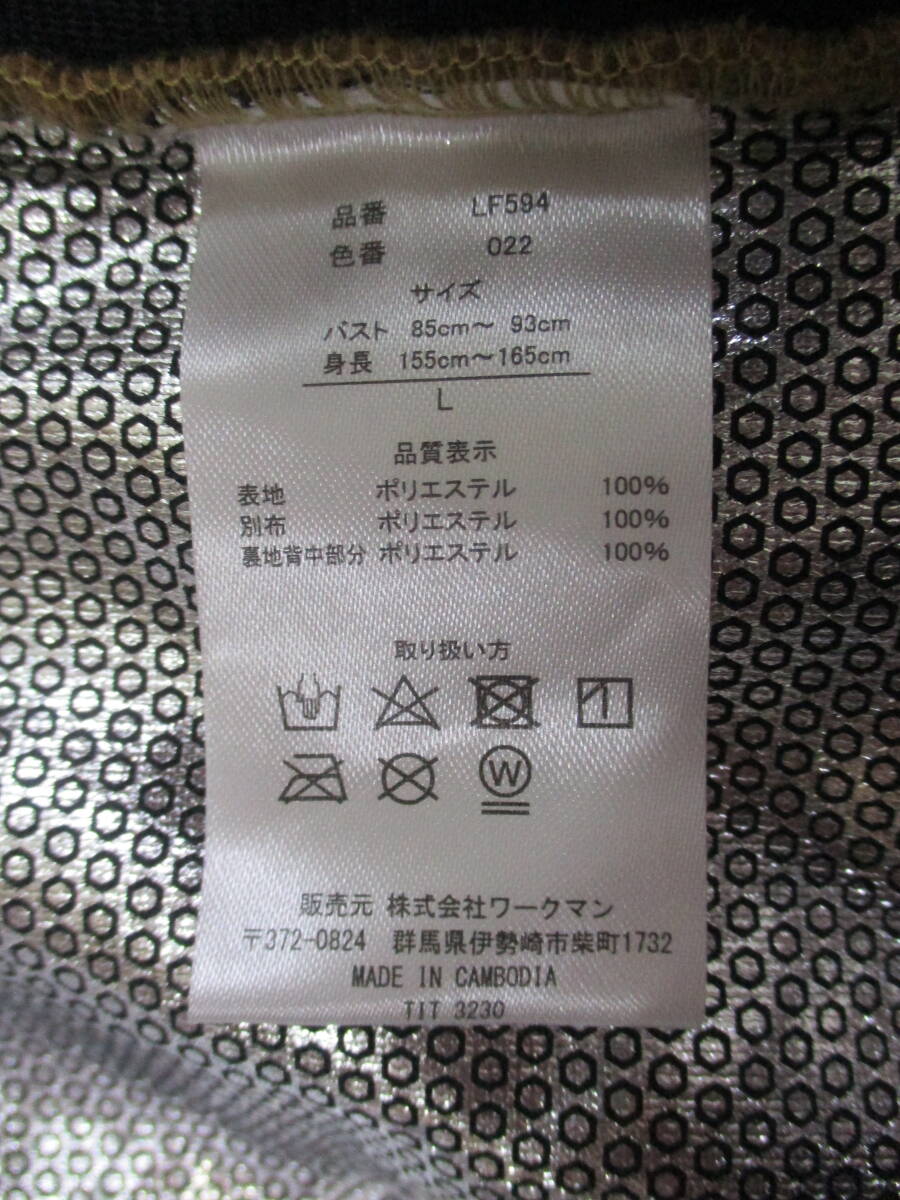 品番 LF594
色番 022
サイズ
バスト 85cm〜 93cm
身長 155cm〜165cm
L
品質表示
表地 ポリエステル 100%
別布 ポリエステル 100%
裏地背中部分 ポリエステル 100%
取り扱い方
W
販売元 株式会社ワークマン
〒372-0824 群馬県伊勢崎市柴町1732
MADE IN CAMBODIA
TIT 3230